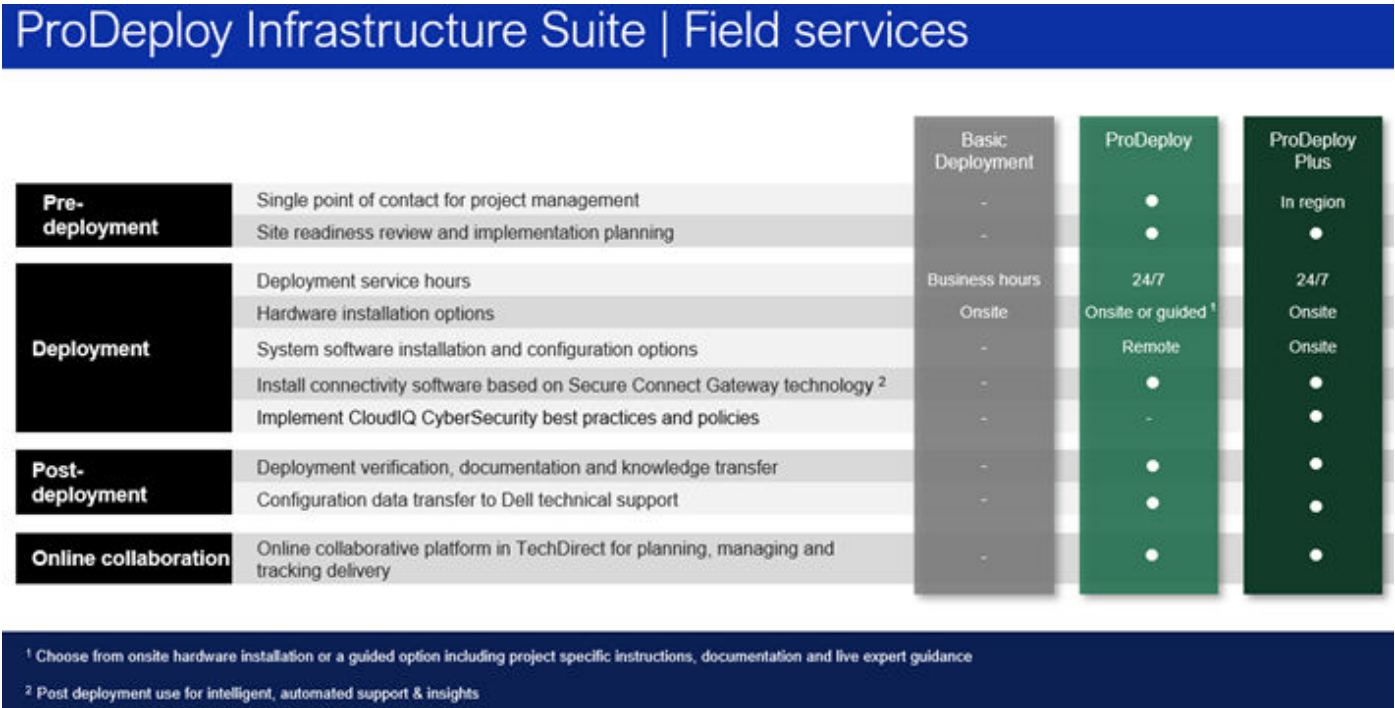 ProDeploy Infrastructure Suite | Field services
Basic
Deployment
ProDeploy
ProDeploy
Plus
Pre-
deployment
Single point of contact for project management - ● In region
Site readiness review and implementation planning - ● ●
Deployment
Deployment service hours Business hours 24/7 24/7
Hardware installation options Onsite Onsite or guided ¹ Onsite
System software installation and configuration options - Remote Onsite
Install connectivity software based on Secure Connect Gateway technology ² - ● ●
Implement CloudIQ CyberSecurity best practices and policies - - ●
Post-
deployment
Deployment verification, documentation and knowledge transfer - ● ●
Configuration data transfer to Dell technical support - ● ●
Online collaboration
Online collaborative platform in TechDirect for planning, managing and
tracking delivery - ● ●
¹ Choose from onsite hardware installation or a guided option including project specific instructions, documentation and live expert guidance
² Post deployment use for intelligent, automated support & insights